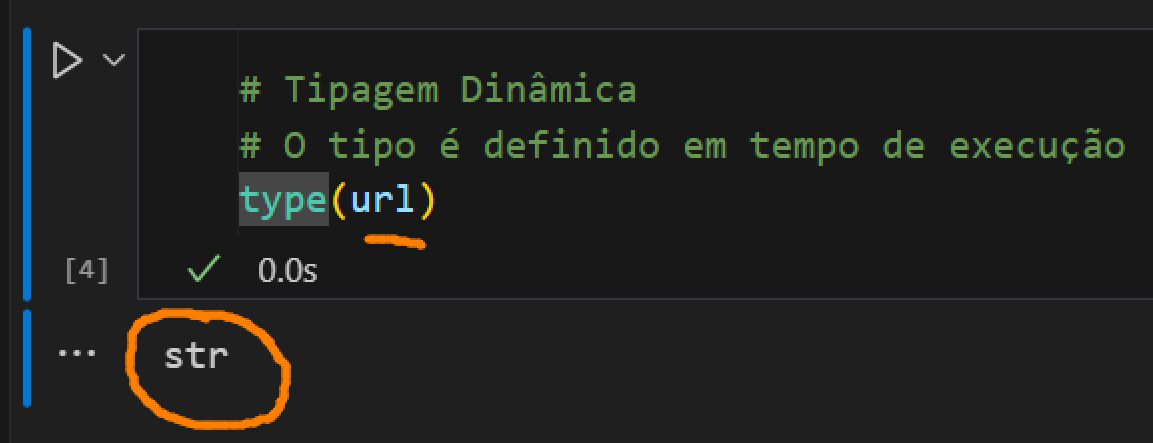 # Tipagem Dinâmica
# O tipo é definido em tempo de execução
type(url)
[4] 0.0s
... str